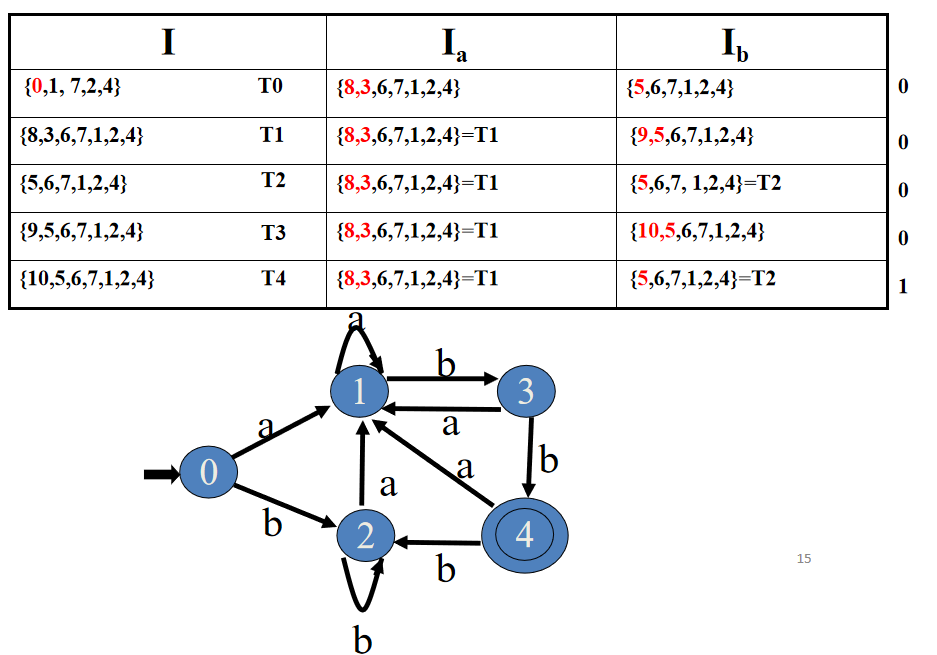 I Ia Ib
{0,1, 7,2,4} T0 {8,3,6,7,1,2,4} {5,6,7,1,2,4} 0
{8,3,6,7,1,2,4} T1 {8,3,6,7,1,2,4}=T1 {9,5,6,7,1,2,4} 0
{5,6,7,1,2,4} T2 {8,3,6,7,1,2,4}=T1 {5,6,7, 1,2,4}=T2 0
{9,5,6,7,1,2,4} T3 {8,3,6,7,1,2,4}=T1 {10,5,6,7,1,2,4} 0
{10,5,6,7,1,2,4} T4 {8,3,6,7,1,2,4}=T1 {5,6,7,1,2,4}=T2 1
a
b
1 3
a a
b
0 a
a
b 2 4
b
15
b